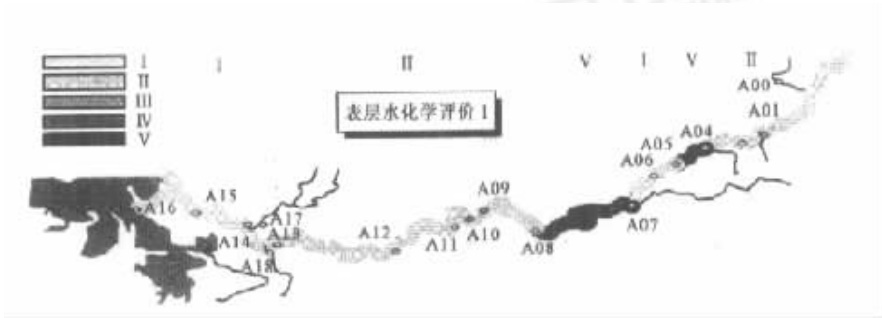 I
II
III
IV
V
I
II
V
I
V
II
表层水化学评价 1
A00
A01
A04
A05
A06
A07
A08
A09
A10
A11
A12
A13
A14
A15
A16
A17
A18